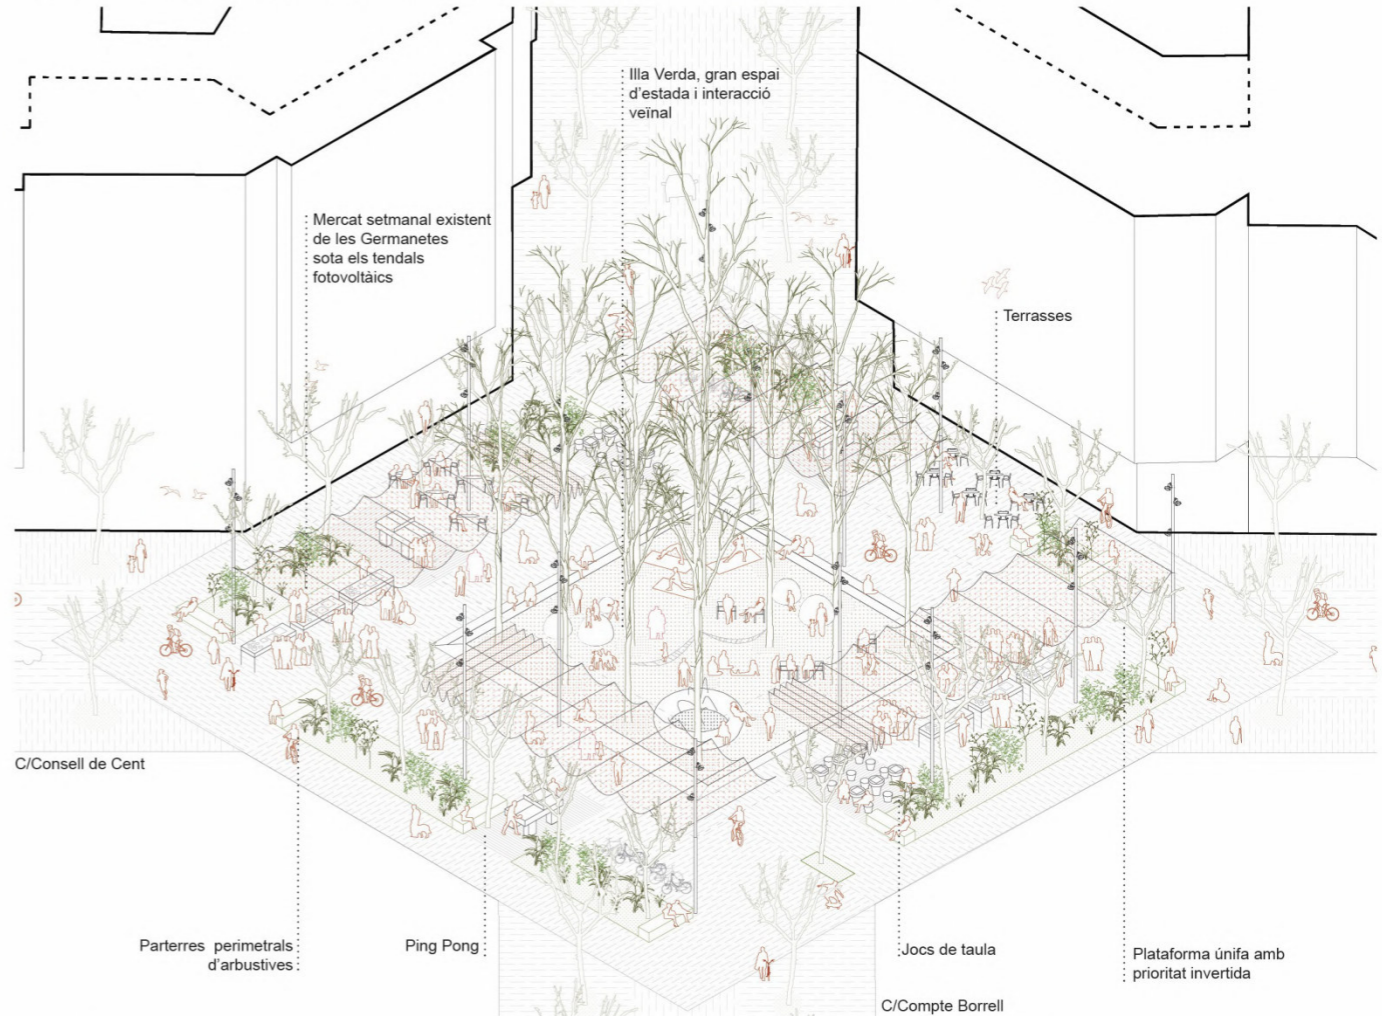 Illa Verda, gran espai
d'estada i interacció
veïnal
Mercat setmanal existent
de les Germanetes
sota els tendals
fotovoltàics
Terrasses
C/Consell de Cent
Parterres perimetrals
d'arbustives
Ping Pong
Jocs de taula
Plataforma únifa amb
prioritat invertida
C/Compte Borrell